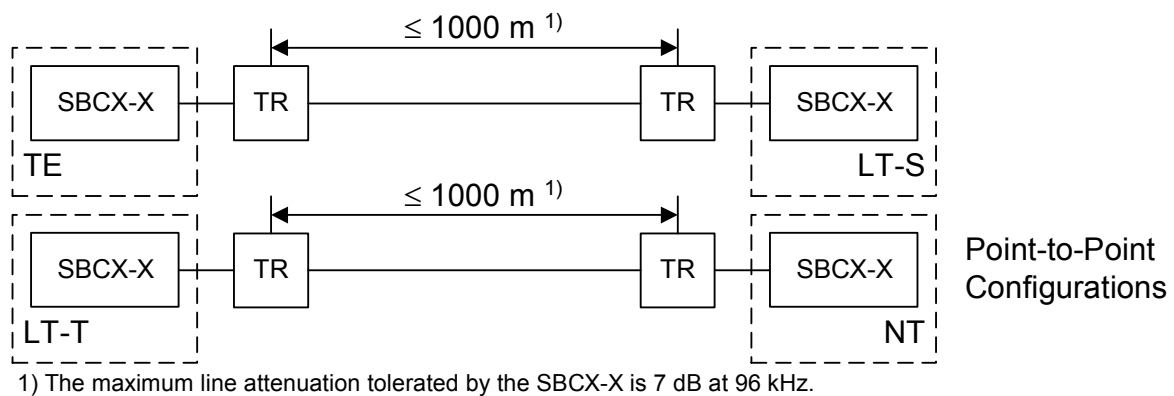 ≤ 1000 m 1)
SBCX-X TR TR SBCX-X
TE LT-S
≤ 1000 m 1)
SBCX-X TR TR SBCX-X
Point-to-Point
Configurations
LT-T NT
1) The maximum line attenuation tolerated by the SBCX-X is 7 dB at 96 kHz.